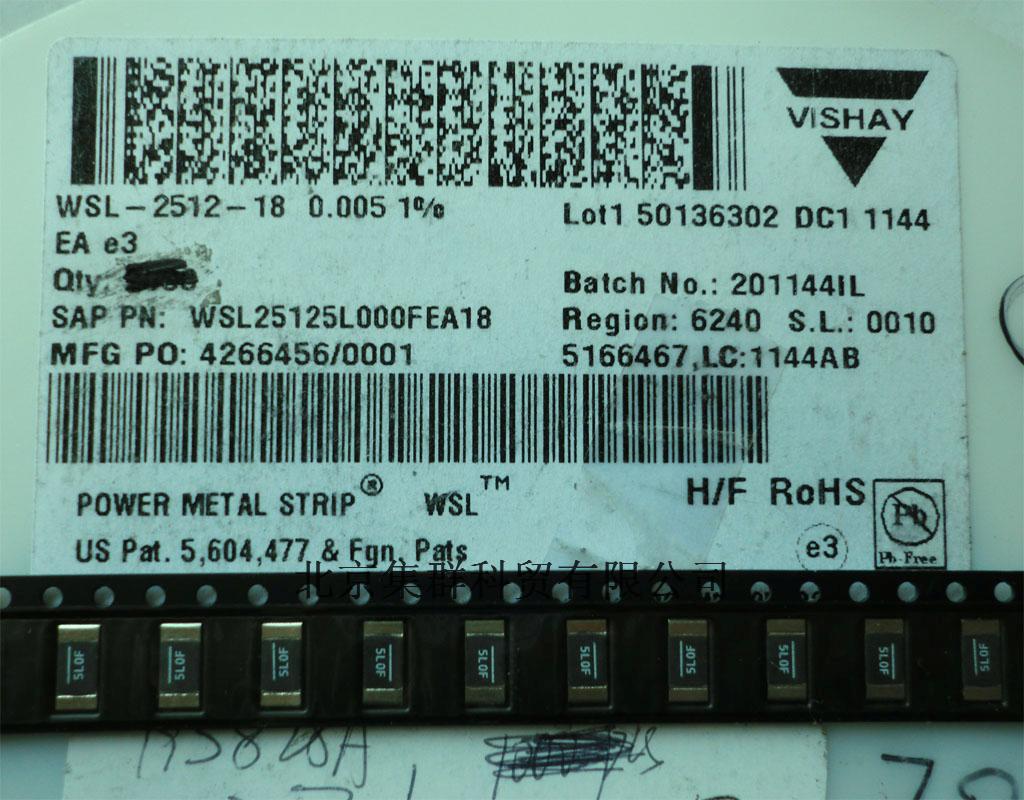 VISHAY
WSL-2512-18 0.005 1%
Lot1 50136302 DC1 1144
EA e3
Qty.
Batch No.: 201144IL
SAP PN: WSL25125L000FEA18
Region: 6240 S.L.: 0010
MFG PO: 4266456/0001
5166467,LC:1144AB
POWER METAL STRIP® WSL™
H/F RoHS
US Pat. 5,604,477 & Fgn. Pats
e3
Pb
Pb-Free
北京集群科贸有限公司
5L0F
5L0F
5L0F
5L0F
5L0F
5L0F
5L0F
5L0F
5L0F
5L0F